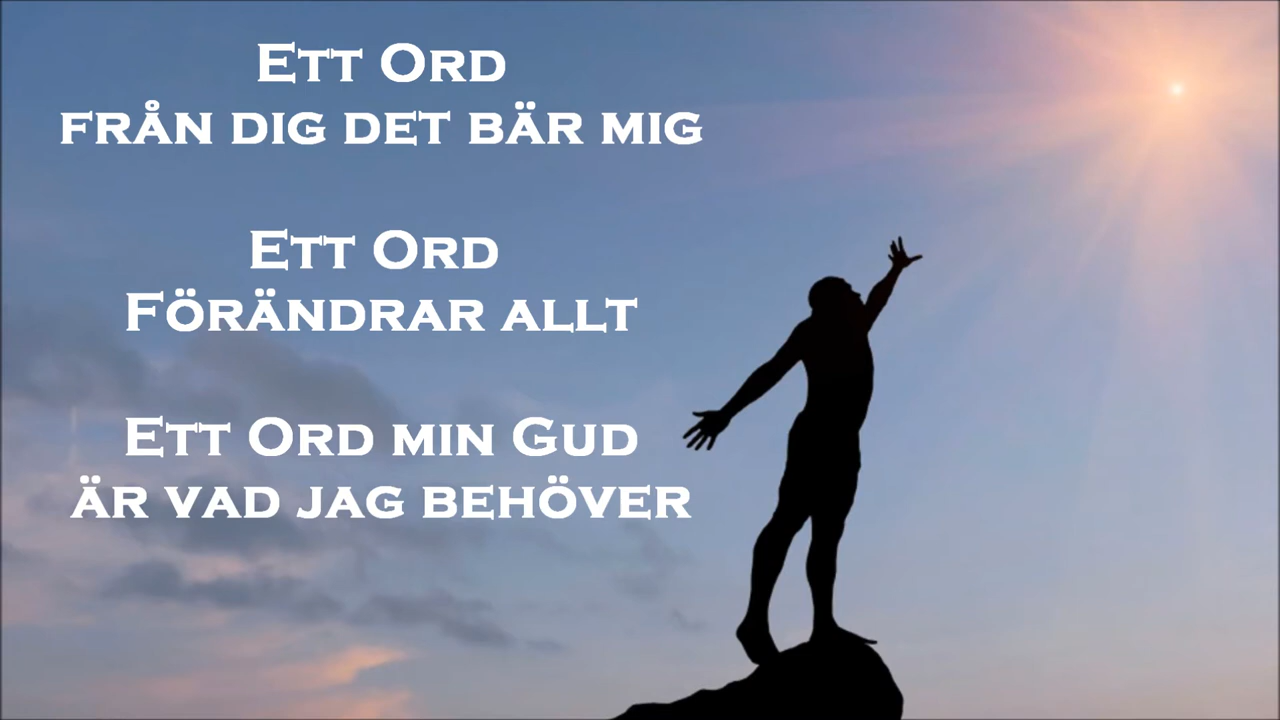 Ett Ord
från dig det bär mig
Ett Ord
Förändrar allt
Ett Ord min Gud
är vad jag behöver